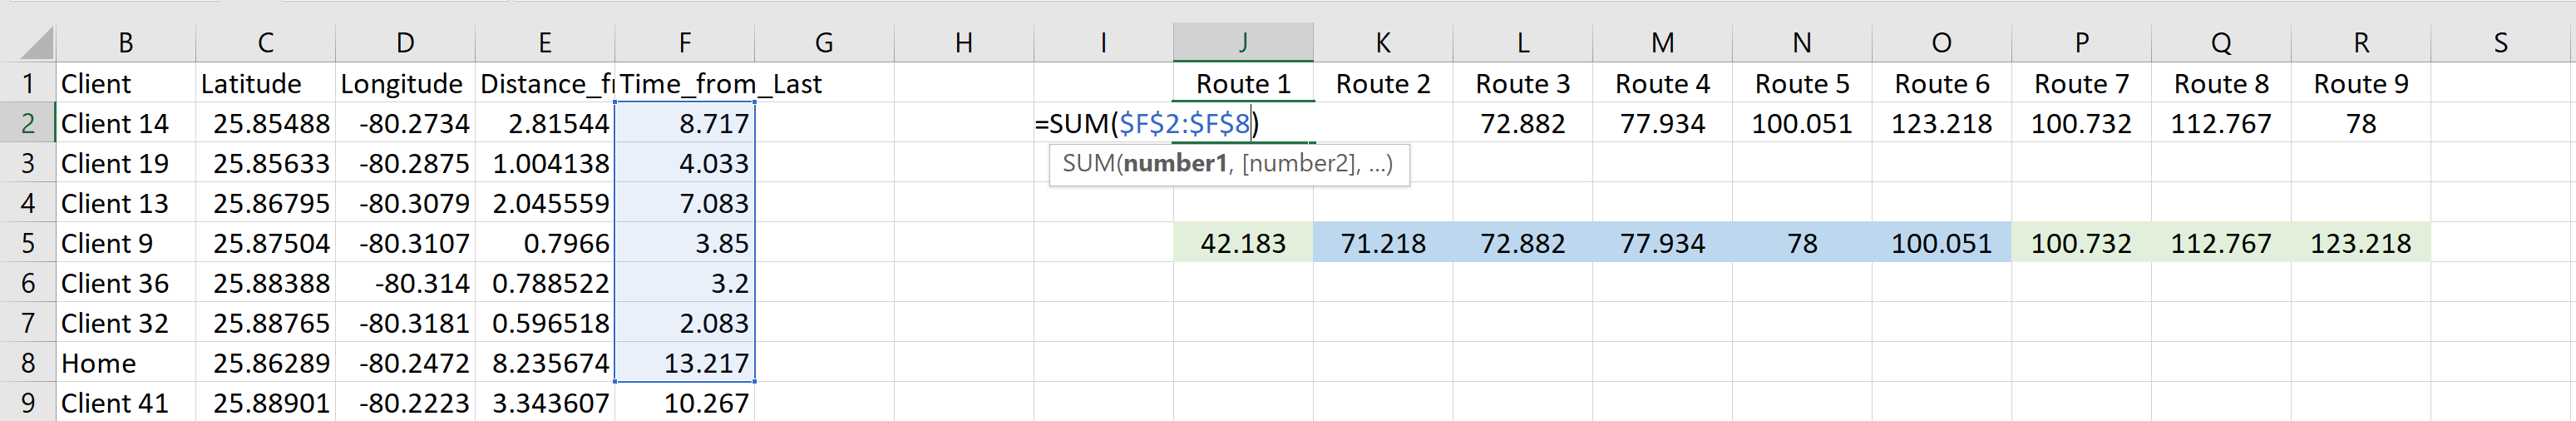 B C D E F G H I J K L M N O P Q R S
1 Client Latitude Longitude Distance_f Time_from_Last Route 1 Route 2 Route 3 Route 4 Route 5 Route 6 Route 7 Route 8 Route 9
2 Client 14 25.85488 -80.2734 2.81544 8.717 =SUM($F$2:$F$8) 72.882 77.934 100.051 123.218 100.732 112.767 78
3 Client 19 25.85633 -80.2875 1.004138 4.033 SUM(number1, [number2], ...)
4 Client 13 25.86795 -80.3079 2.045559 7.083
5 Client 9 25.87504 -80.3107 0.7966 3.85 42.183 71.218 72.882 77.934 78 100.051 100.732 112.767 123.218
6 Client 36 25.88388 -80.314 0.788522 3.2
7 Client 32 25.88765 -80.3181 0.596518 2.083
8 Home 25.86289 -80.2472 8.235674 13.217
9 Client 41 25.88901 -80.2223 3.343607 10.267